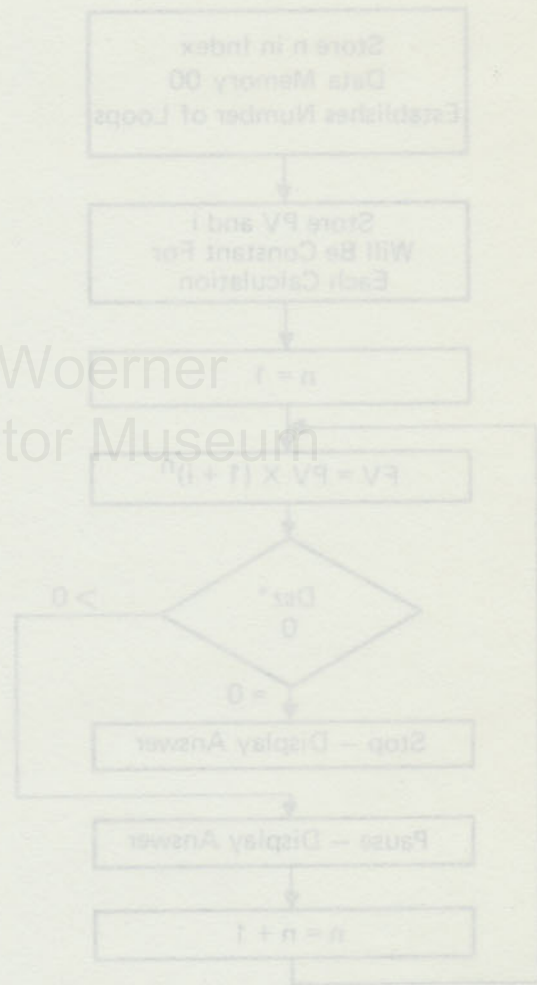 Store n in Index
Data Memory 00
Establishes Number of Loops
Store PV and i
Will Be Constant For
Each Calculation
n = 1
Woerner
tor Museum
FV = PV X (1 + i)ⁿ
Dsz*
0
> 0
= 0
Stop – Display Answer
Pause – Display Answer
n = n + 1